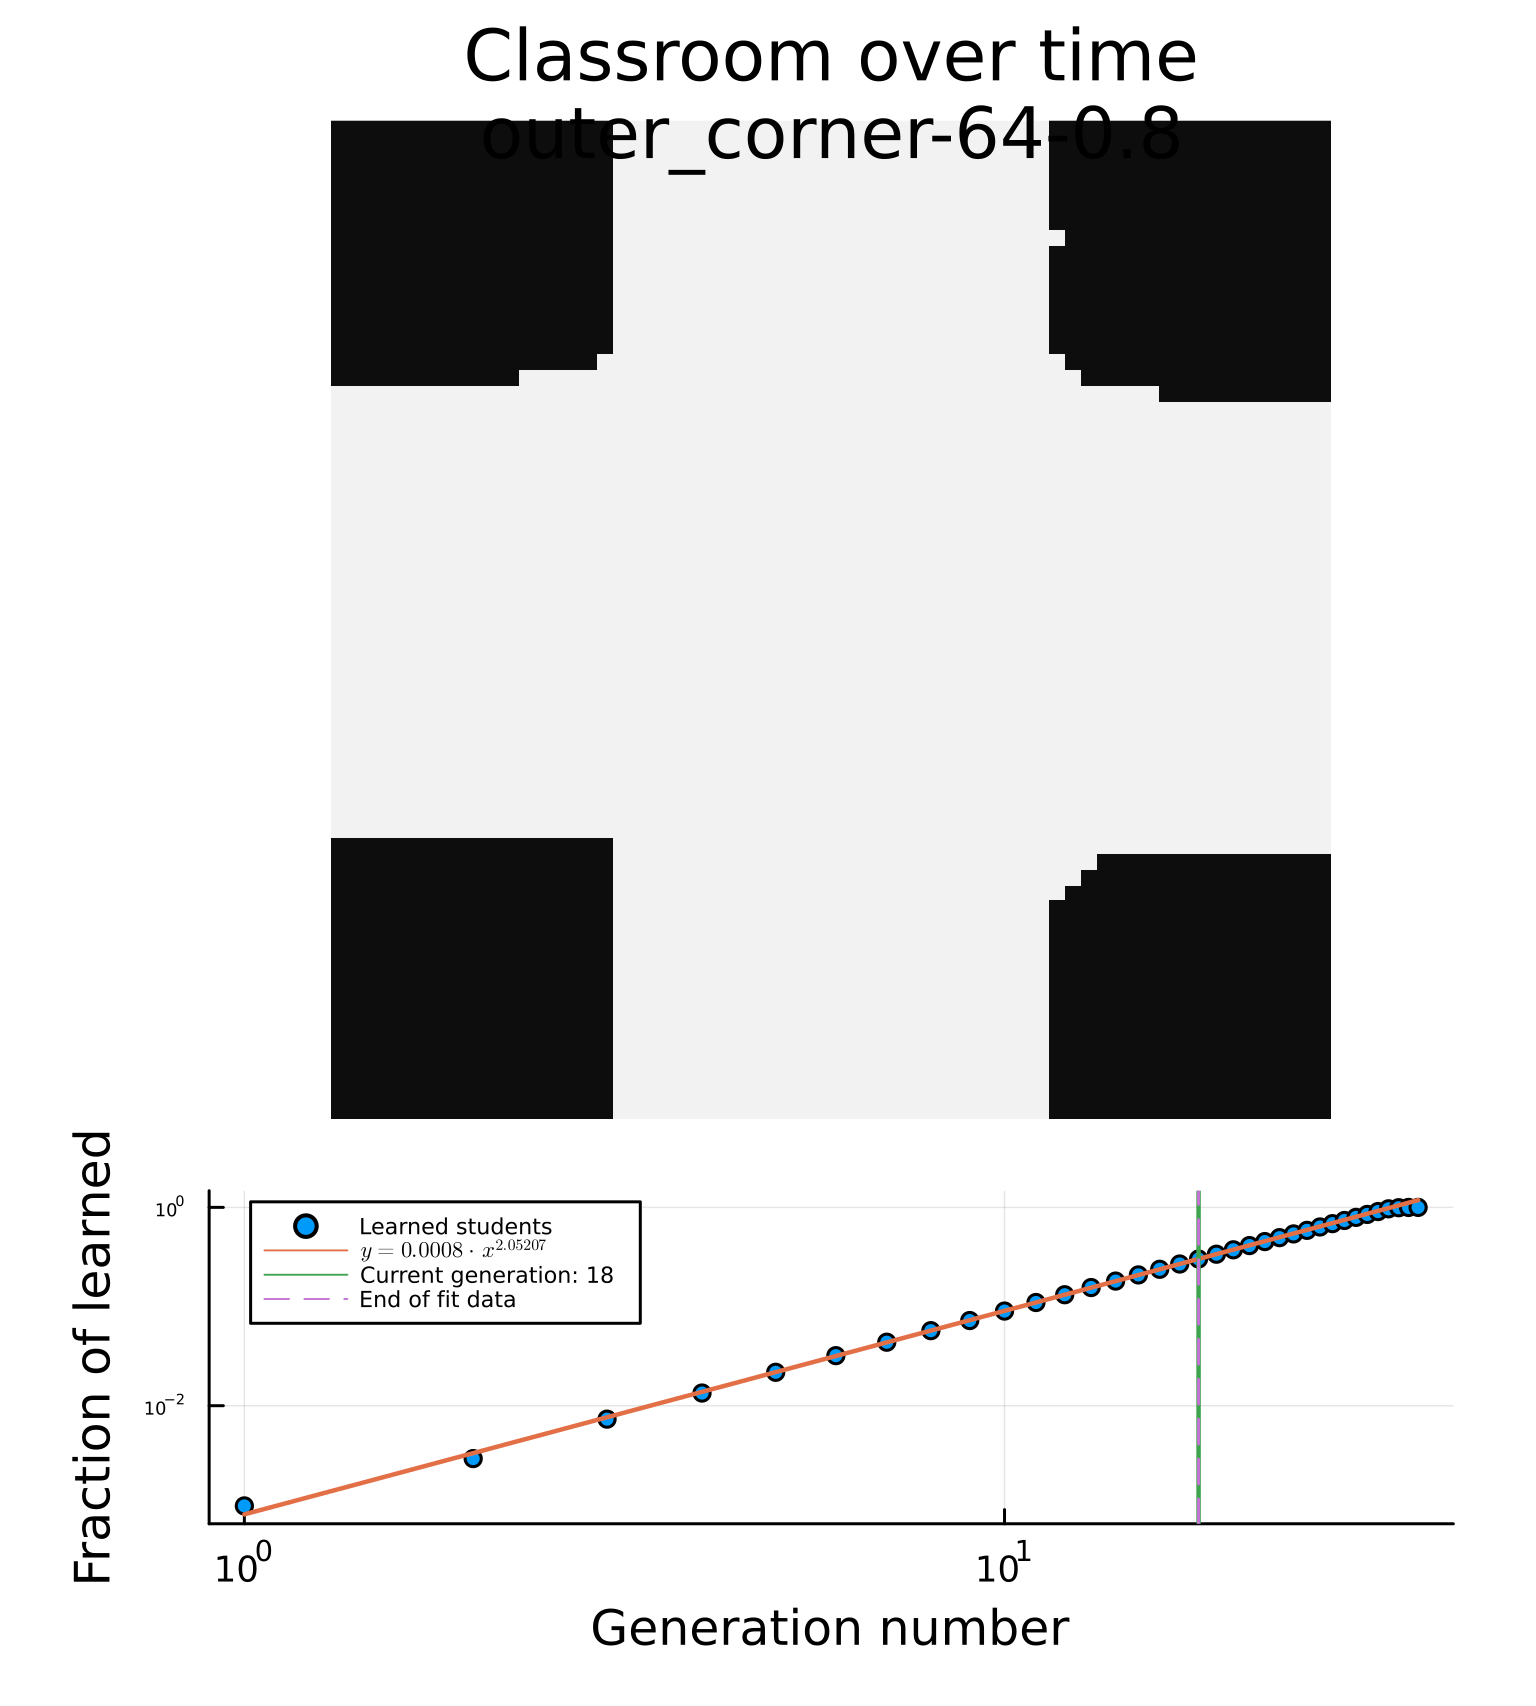 Classroom over time
outer_corner-64-0.8
Fraction of learned
10^0
10^−2
Learned students
y = 0.0008 · x^2.05207
Current generation: 18
End of fit data
10^0
10^1
Generation number